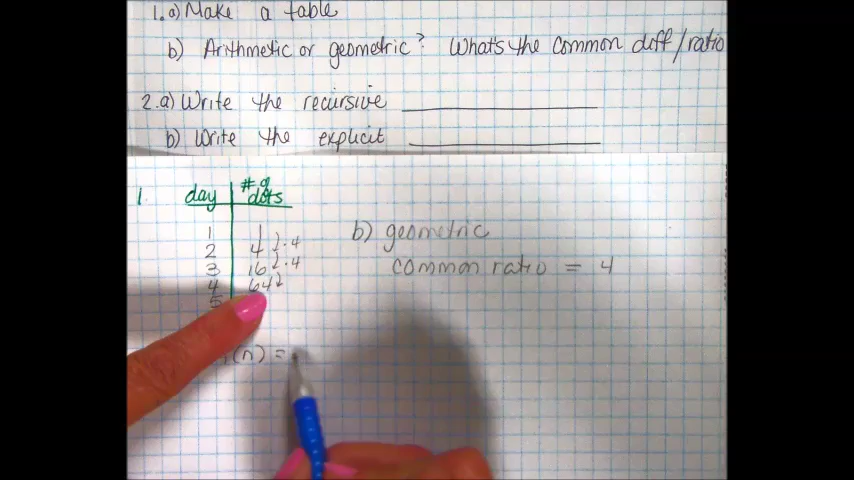 1. a) Make a table
b) Arithmetic or geometric? What's the common diff/ratio
2. a) Write the recursive
b) Write the explicit
1. day # of dots
1 1
2 4 ⟩·4
3 16 ⟩·4
4 64
5
b) geometric
common ratio = 4
(n) =